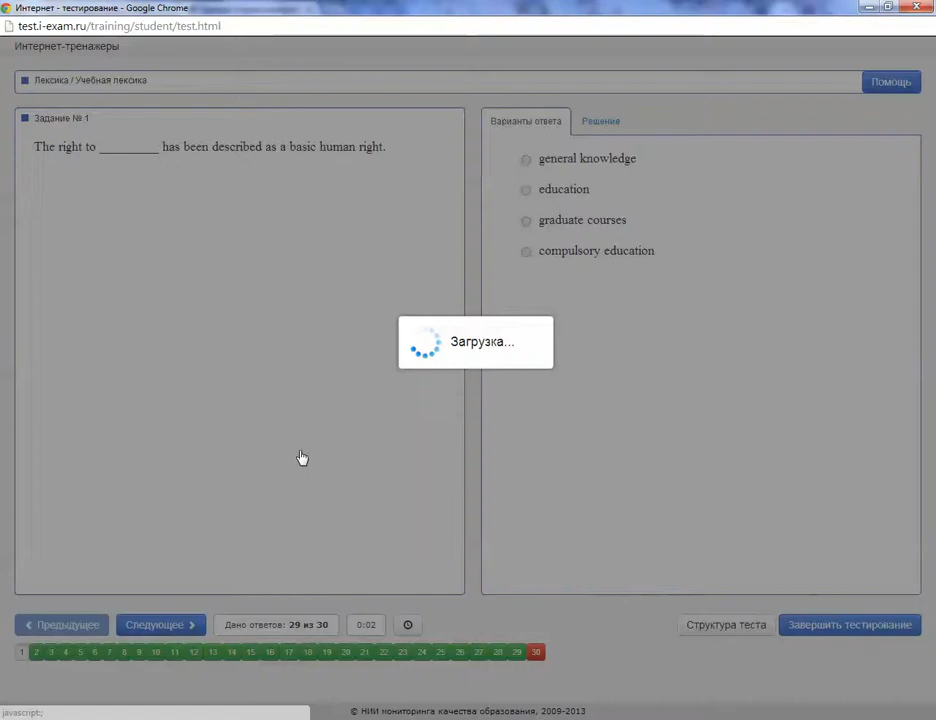 Интернет - тестирование - Google Chrome
test.i-exam.ru/training/student/test.html
Интернет-тренажеры
Лексика / Учебная лексика
Помощь
Задание № 1
The right to _________ has been described as a basic human right.
Варианты ответа
Решение
general knowledge
education
graduate courses
compulsory education
Загрузка...
Предыдущее
Следующее
Дано ответов: 29 из 30
0:02
Структура теста
Завершить тестирование
1 2 3 4 5 6 7 8 9 10 11 12 13 14 15 16 17 18 19 20 21 22 23 24 25 26 27 28 29 30
javascript:;
© НИИ мониторинга качества образования, 2009-2013